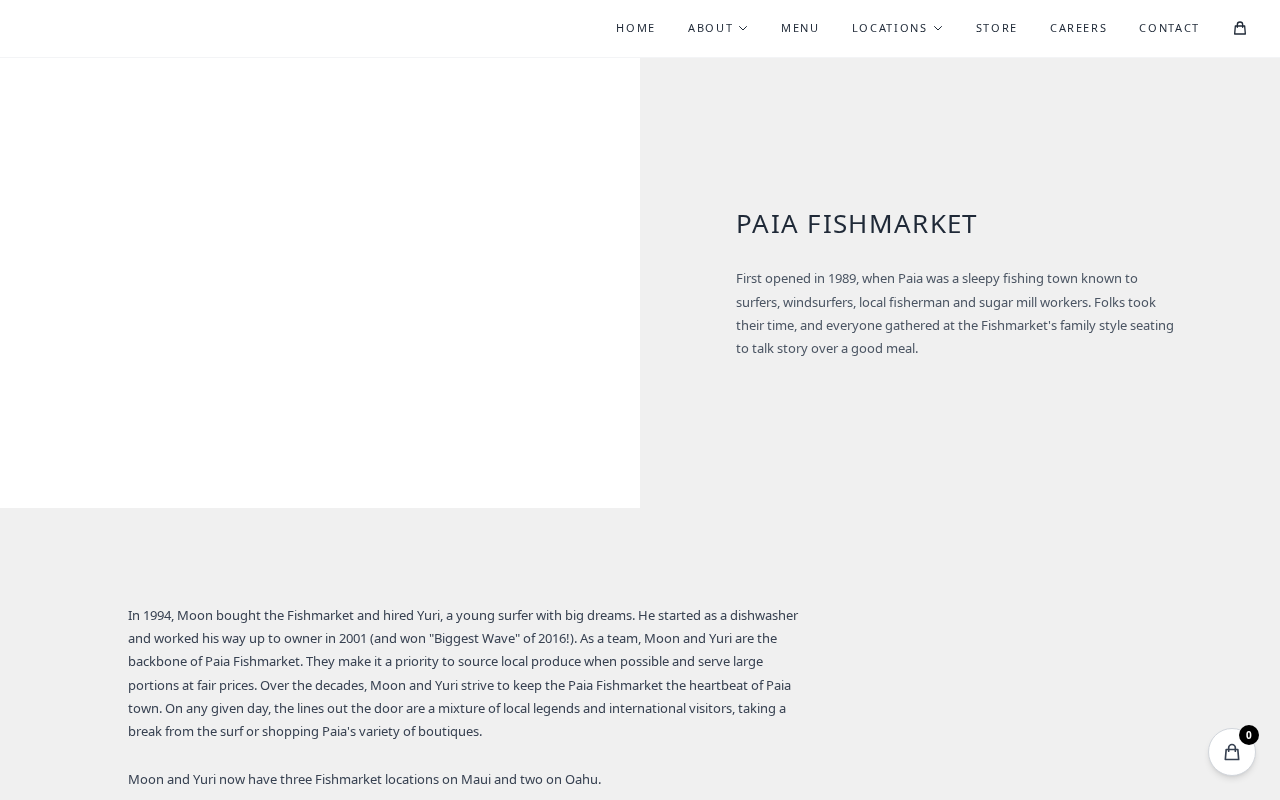 HOME ABOUT MENU LOCATIONS STORE CAREERS CONTACT
PAIA FISHMARKET
First opened in 1989, when Paia was a sleepy fishing town known to
surfers, windsurfers, local fisherman and sugar mill workers. Folks took
their time, and everyone gathered at the Fishmarket's family style seating
to talk story over a good meal.
In 1994, Moon bought the Fishmarket and hired Yuri, a young surfer with big dreams. He started as a dishwasher
and worked his way up to owner in 2001 (and won "Biggest Wave" of 2016!). As a team, Moon and Yuri are the
backbone of Paia Fishmarket. They make it a priority to source local produce when possible and serve large
portions at fair prices. Over the decades, Moon and Yuri strive to keep the Paia Fishmarket the heartbeat of Paia
town. On any given day, the lines out the door are a mixture of local legends and international visitors, taking a
break from the surf or shopping Paia's variety of boutiques.
Moon and Yuri now have three Fishmarket locations on Maui and two on Oahu.
0